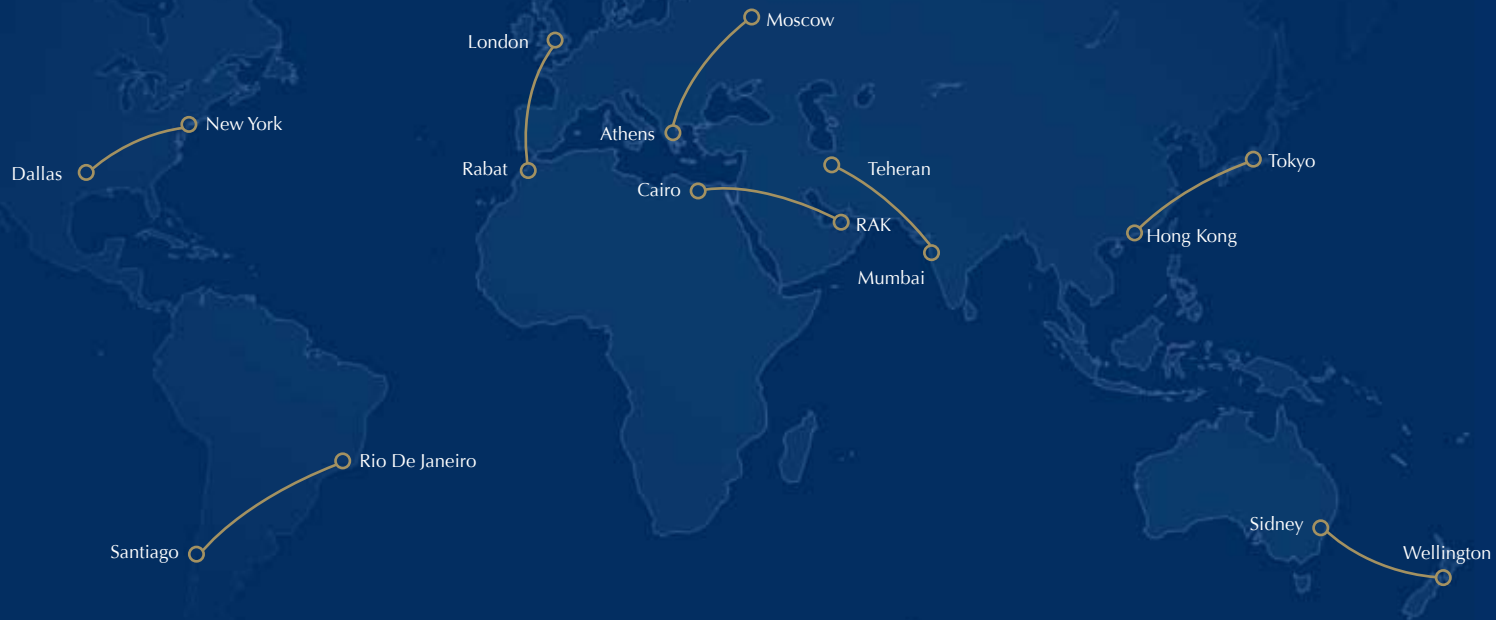 Moscow
London
New York
Athens
Tokyo
Rabat
Teheran
Dallas
Cairo
RAK
Hong Kong
Mumbai
Rio De Janeiro
Sidney
Santiago
Wellington